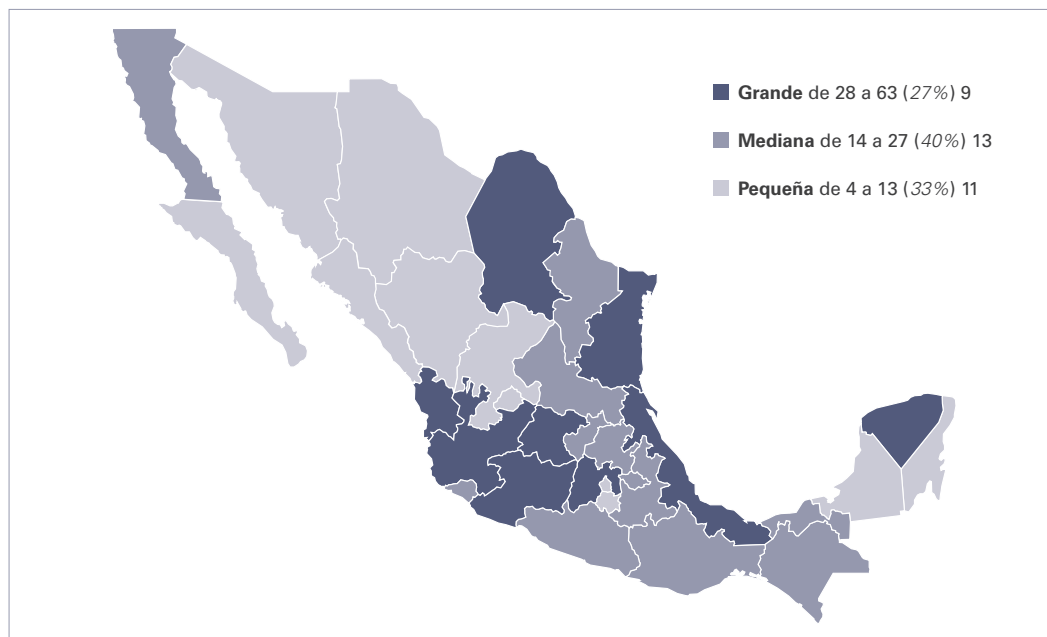 Grande de 28 a 63 (27%) 9
Mediana de 14 a 27 (40%) 13
Pequeña de 4 a 13 (33%) 11